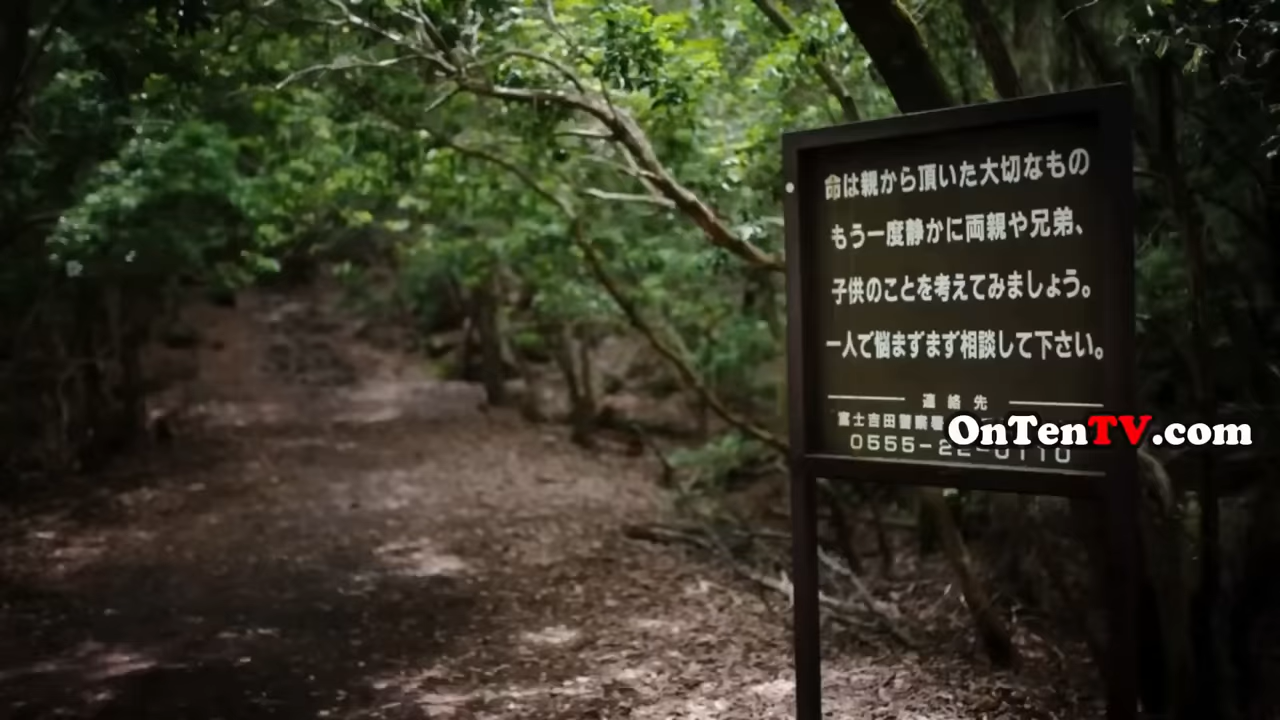 命は親から頂いた大切なもの
もう一度静かに両親や兄弟、
子供のことを考えてみましょう。
一人で悩まずまず相談して下さい。
連絡先
富士吉田警察署
0555-22-0110
OnTenTV.com